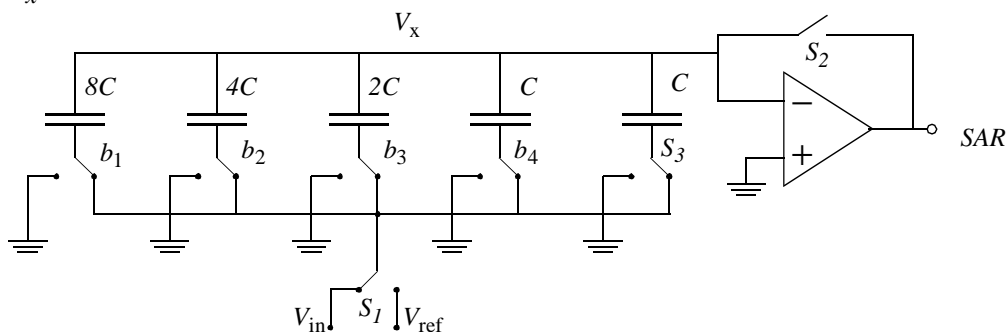 x
V_x
S_2
8C 4C 2C C C
b_1 b_2 b_3 b_4 S_3
− +
SAR
S_1
V_in V_ref